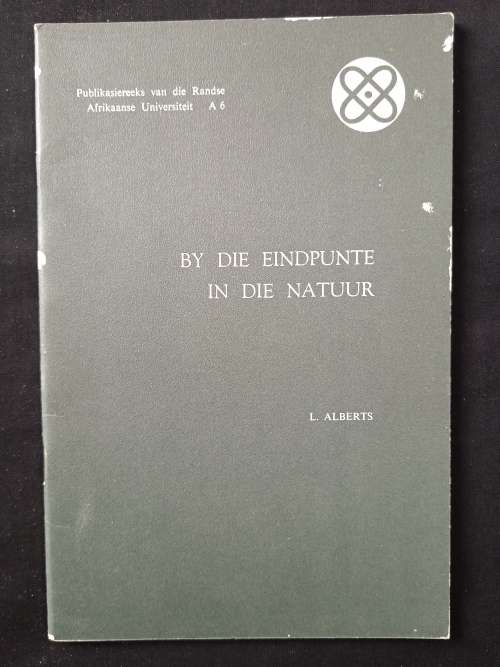 Publikasiereeks van die Randse
Afrikaanse Universiteit A 6
BY DIE EINDPUNTE
IN DIE NATUUR
L. ALBERTS